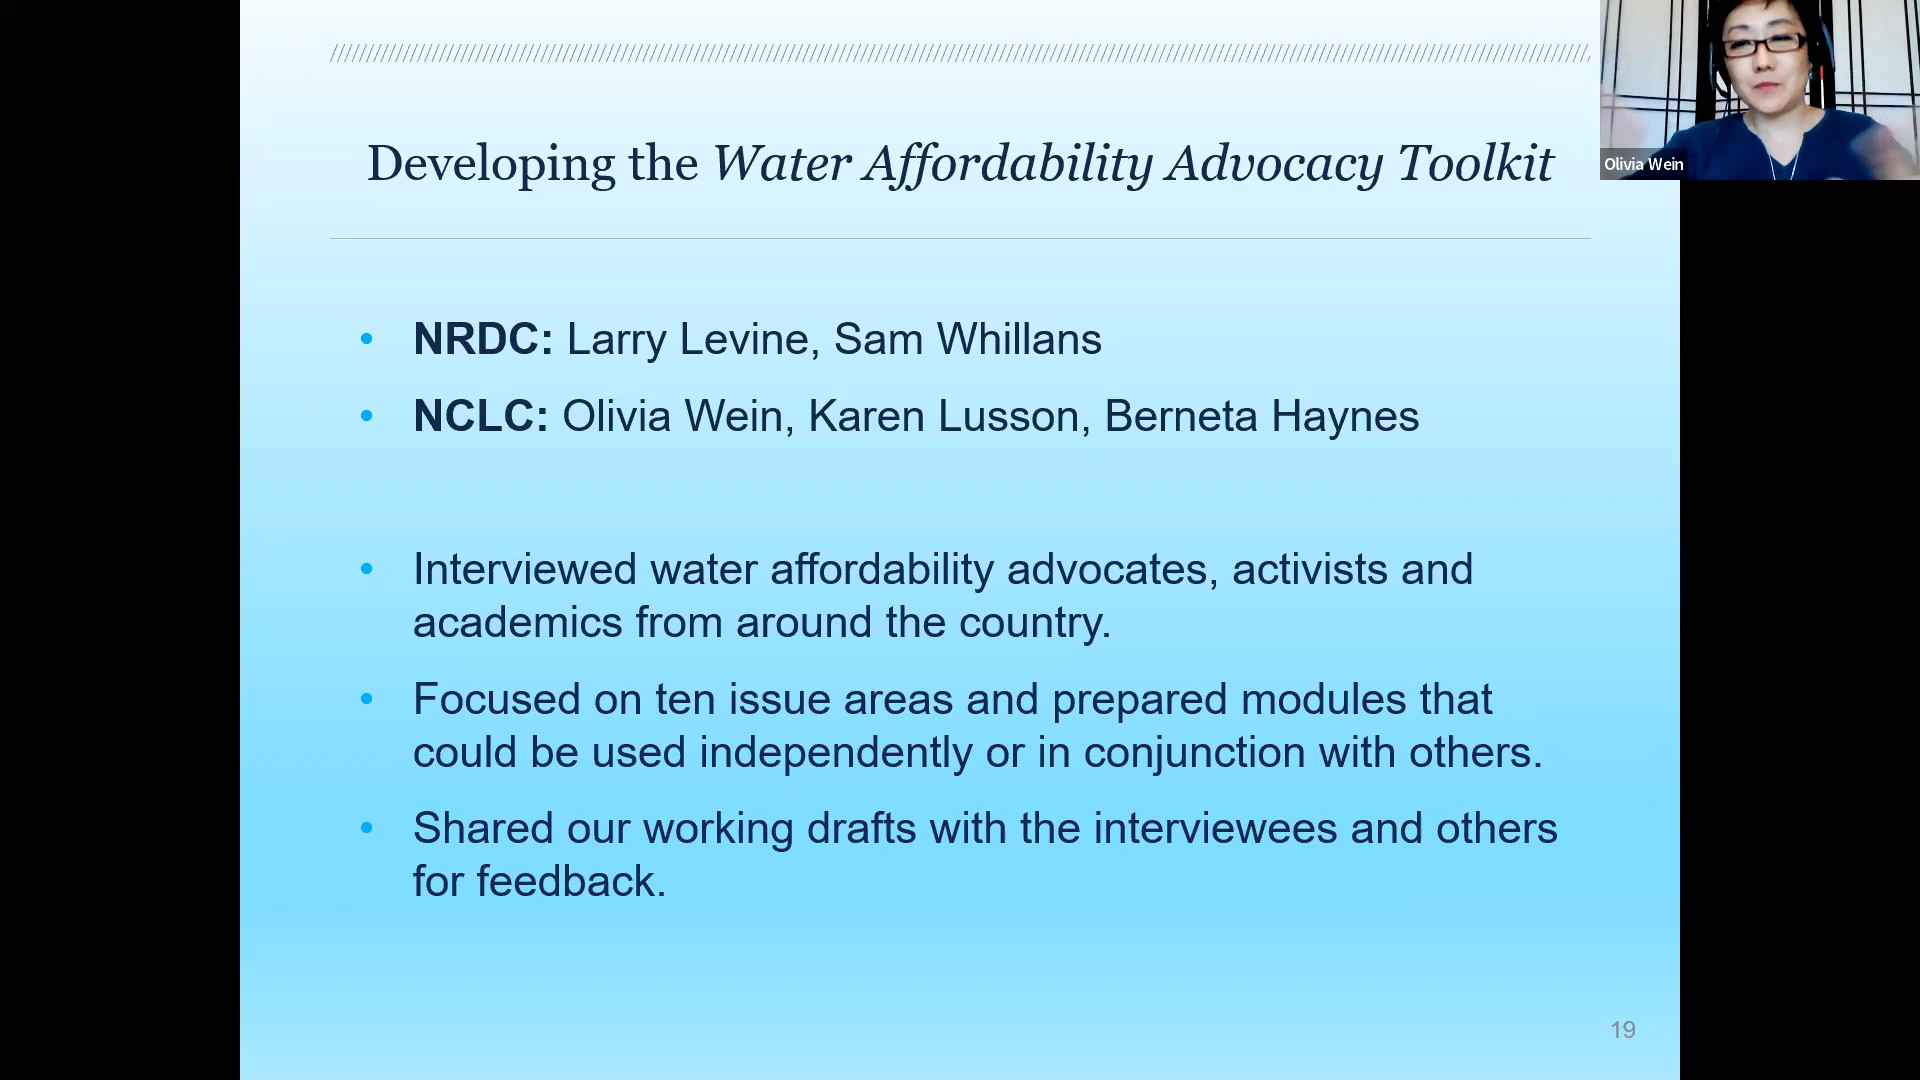 Developing the Water Affordability Advocacy Toolkit
Olivia Wein
• NRDC: Larry Levine, Sam Whillans
• NCLC: Olivia Wein, Karen Lusson, Berneta Haynes
• Interviewed water affordability advocates, activists and
academics from around the country.
• Focused on ten issue areas and prepared modules that
could be used independently or in conjunction with others.
• Shared our working drafts with the interviewees and others
for feedback.
19